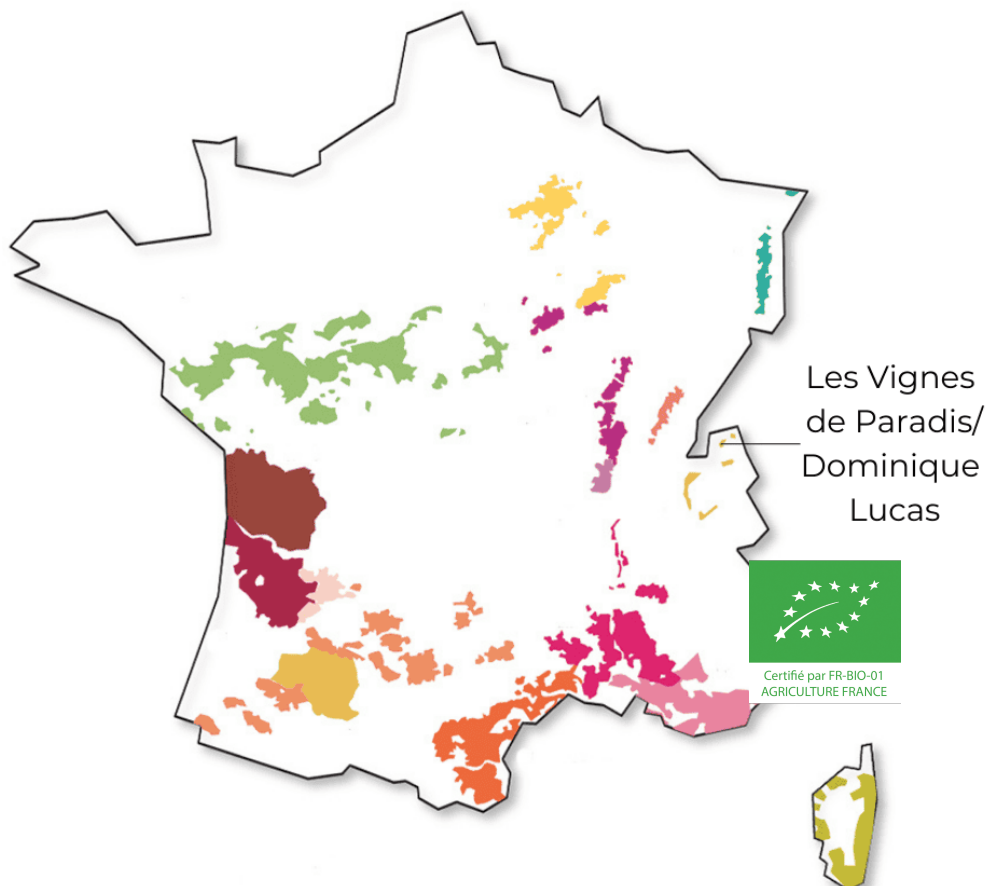 Les Vignes
de Paradis/
Dominique
Lucas
Certifié par FR-BIO-01
AGRICULTURE FRANCE